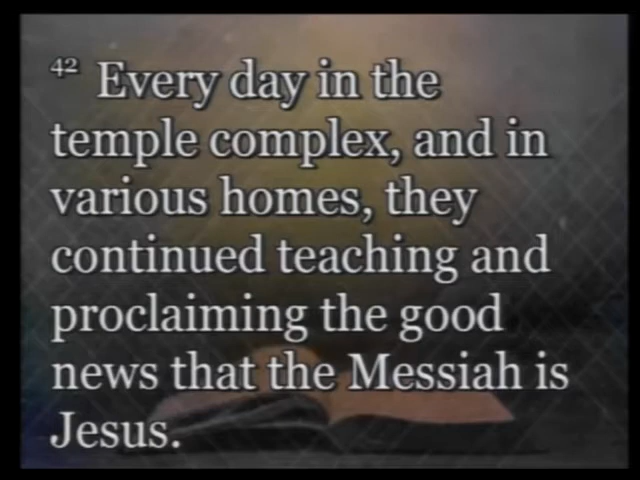 42 Every day in the
temple complex, and in
various homes, they
continued teaching and
proclaiming the good
news that the Messiah is
Jesus.